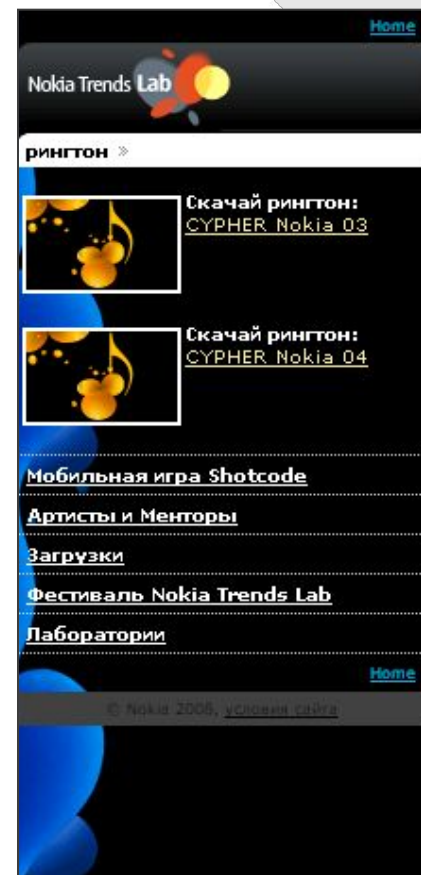 Home
Nokia Trends Lab
рингтон »
Скачай рингтон:
CYPHER Nokia 03
Скачай рингтон:
CYPHER Nokia 04
Мобильная игра Shotcode
Артисты и Менторы
Загрузки
Фестиваль Nokia Trends Lab
Лаборатории
Home
© Nokia 2008, условия сайта